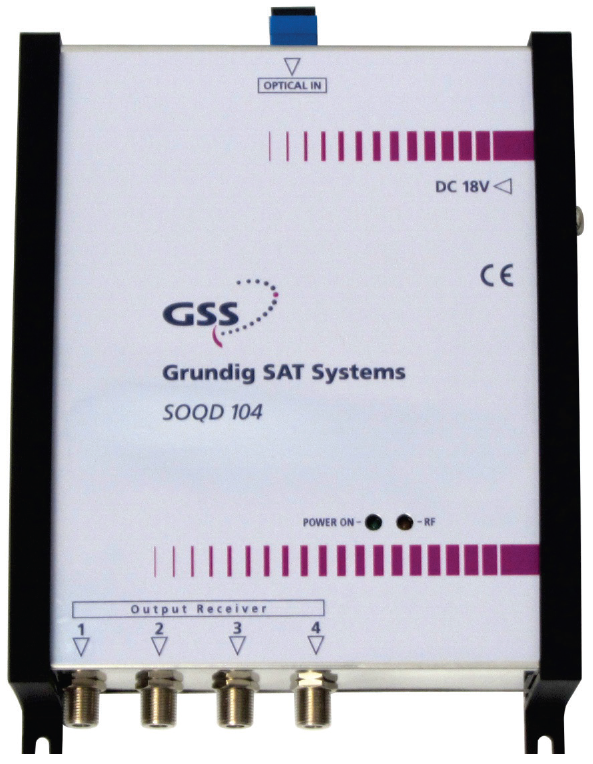 OPTICAL IN
DC 18V
CE
GSS
Grundig SAT Systems
SOQD 104
POWER ON - - RF
Output Receiver
1 2 3 4